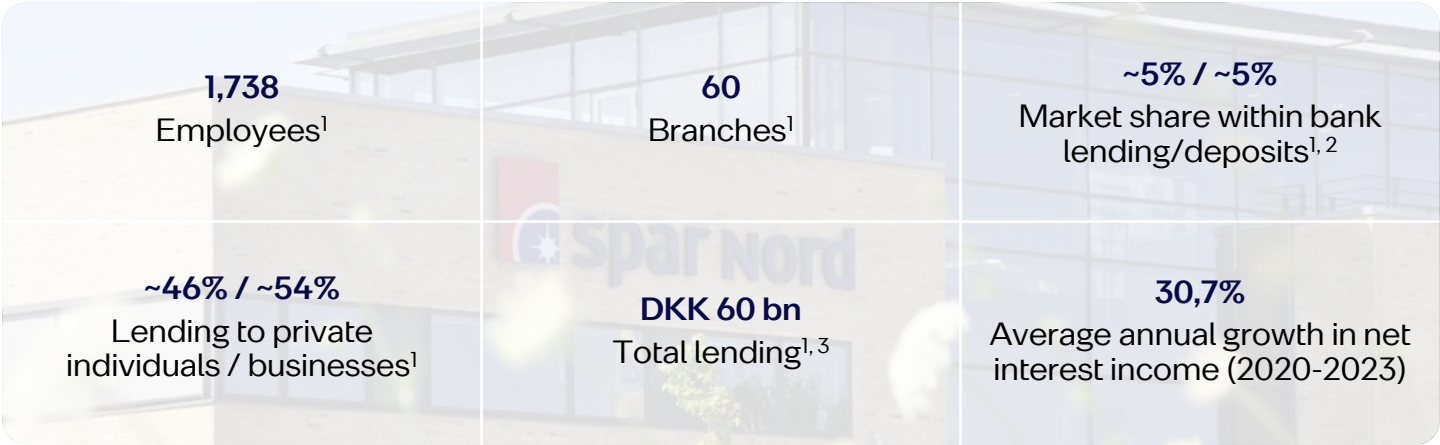 1,738
Employees¹
60
Branches¹
~5% / ~5%
Market share within bank
lending/deposits¹,²
~46% / ~54%
Lending to private
individuals / businesses¹
spar nord
DKK 60 bn
Total lending¹,³
30,7%
Average annual growth in net
interest income (2020-2023)